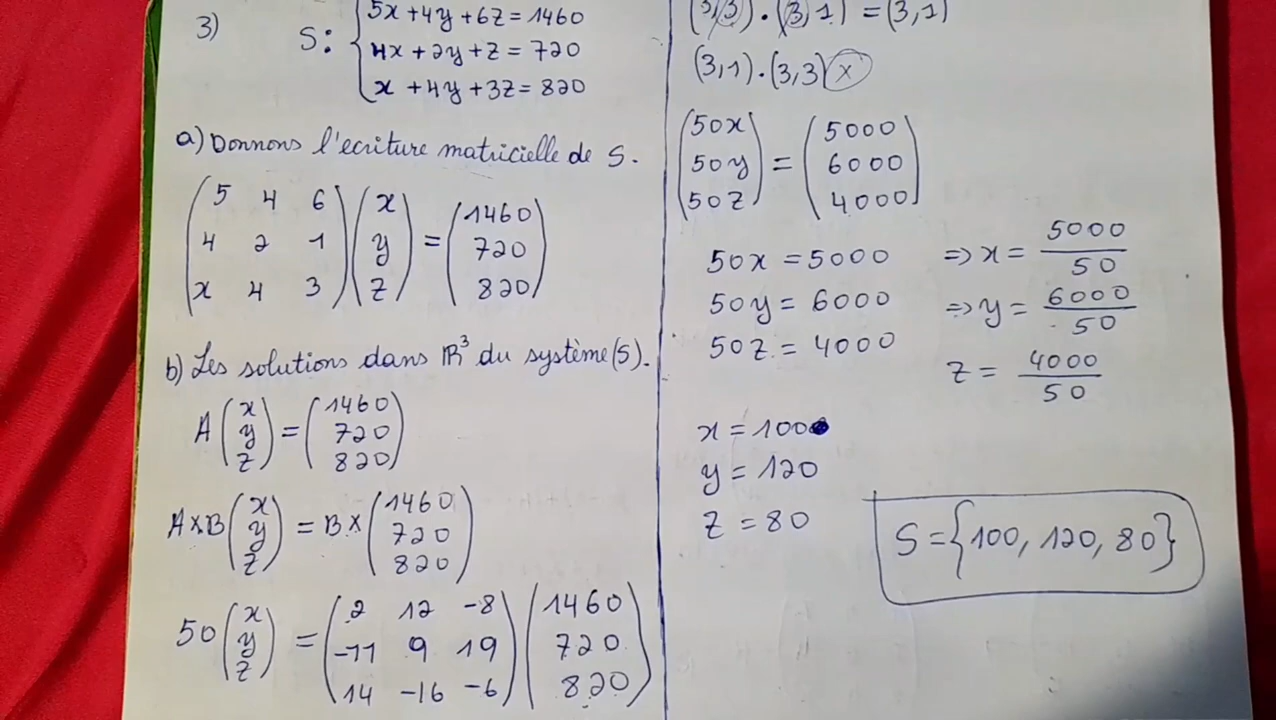 3) S: { 5x + 4y + 6z = 1460
4x + 2y + z = 720
x + 4y + 3z = 820
a) Donnons l'ecriture matricielle de S.
( 5 4 6 ) ( x ) ( 1460 )
( 4 2 1 ) ( y ) = ( 720 )
( x 4 3 ) ( z ) ( 820 )
b) Les solutions dans ℝ³ du système (S).
( x ) ( 1460 )
A ( y ) = ( 720 )
( z ) ( 820 )
( x ) ( 1460 )
A×B ( y ) = B× ( 720 )
( z ) ( 820 )
( x ) ( 2 12 -8 ) ( 1460 )
50 ( y ) = ( -11 9 19 ) ( 720 )
( z ) ( 14 -16 -6 ) ( 820 )
(3,3) . (3,1) = (3,1)
(3,1) . (3,3) x
( 50x ) ( 5000 )
( 50y ) = ( 6000 )
( 50z ) ( 4000 )
50x = 5000 ⇒ x = 5000/50
50y = 6000 ⇒ y = 6000/50
50z = 4000 z = 4000/50
x = 100
y = 120
z = 80
S = {100, 120, 80}